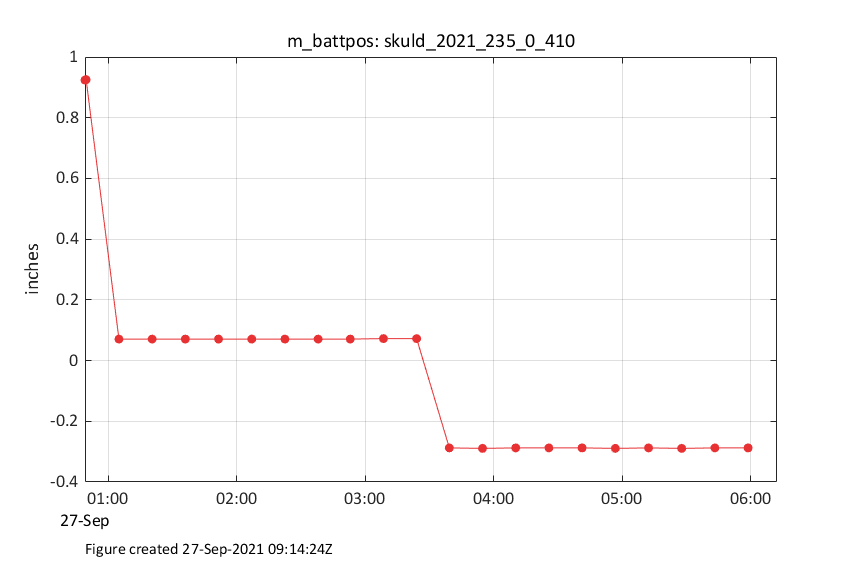 m_battpos: skuld_2021_235_0_410
1
0.8
0.6
0.4
0.2
0
-0.2
-0.4
inches
01:00 02:00 03:00 04:00 05:00 06:00
27-Sep
Figure created 27-Sep-2021 09:14:24Z